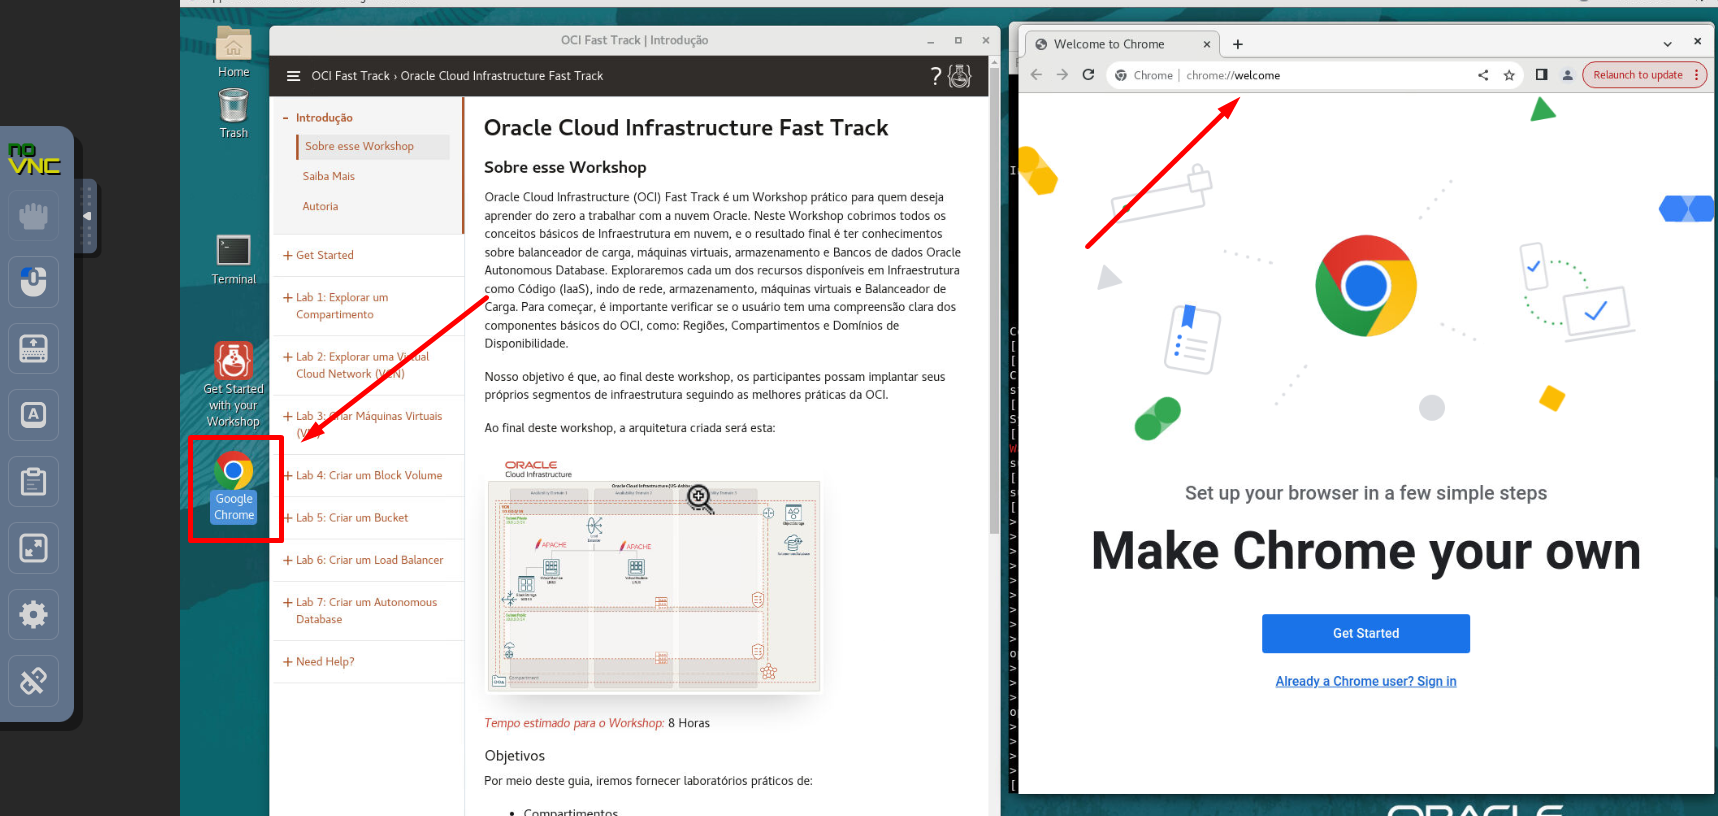 OCI Fast Track | Introdução
Home
Trash
Terminal
Get Started
with your
Workshop
Google
Chrome
no
VNC
OCI Fast Track › Oracle Cloud Infrastructure Fast Track
?
- Introdução
Sobre esse Workshop
Saiba Mais
Autoria
+ Get Started
+ Lab 1: Explorar um
Compartimento
+ Lab 2: Explorar uma Virtual
Cloud Network (VCN)
+ Lab 3: Criar Máquinas Virtuais
+ Lab 4: Criar um Block Volume
+ Lab 5: Criar um Bucket
+ Lab 6: Criar um Load Balancer
+ Lab 7: Criar um Autonomous
Database
+ Need Help?
Oracle Cloud Infrastructure Fast Track
Sobre esse Workshop
Oracle Cloud Infrastructure (OCI) Fast Track é um Workshop prático para quem deseja
aprender do zero a trabalhar com a nuvem Oracle. Neste Workshop cobrimos todos os
conceitos básicos de Infraestrutura em nuvem, e o resultado final é ter conhecimentos
sobre balanceador de carga, máquinas virtuais, armazenamento e Bancos de dados Oracle
Autonomous Database. Exploraremos cada um dos recursos disponíveis em Infraestrutura
como Código (IaaS), indo de rede, armazenamento, máquinas virtuais e Balanceador de
Carga. Para começar, é importante verificar se o usuário tem uma compreensão clara dos
componentes básicos do OCI, como: Regiões, Compartimentos e Domínios de
Disponibilidade.
Nosso objetivo é que, ao final deste workshop, os participantes possam implantar seus
próprios segmentos de infraestrutura seguindo as melhores práticas da OCI.
Ao final deste workshop, a arquitetura criada será esta:
ORACLE
Cloud Infrastructure
APACHE
APACHE
Compartment
Tempo estimado para o Workshop: 8 Horas
Objetivos
Por meio deste guia, iremos fornecer laboratórios práticos de:
• Compartimentos
Welcome to Chrome
Chrome | chrome://welcome
Relaunch to update
Set up your browser in a few simple steps
Make Chrome your own
Get Started
Already a Chrome user? Sign in
ORACLE